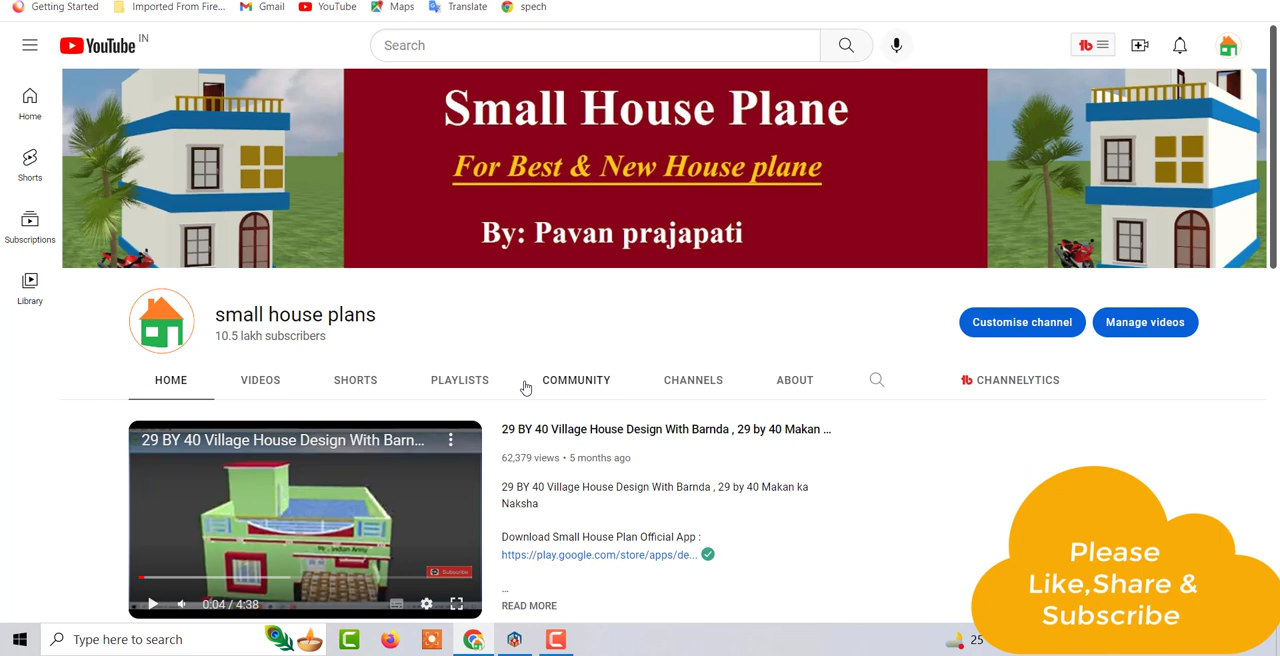 Getting Started
Imported From Fire...
Gmail
YouTube
Maps
Translate
spech
YouTube IN
Search
Home
Shorts
Subscriptions
Library
Small House Plane
For Best & New House plane
By: Pavan prajapati
small house plans
10.5 lakh subscribers
Customise channel
Manage videos
HOME
VIDEOS
SHORTS
PLAYLISTS
COMMUNITY
CHANNELS
ABOUT
tb CHANNELYTICS
29 BY 40 Village House Design With Barn...
Subscribe
0:04 / 4:38
29 BY 40 Village House Design With Barnda , 29 by 40 Makan ...
62,379 views • 5 months ago
29 BY 40 Village House Design With Barnda , 29 by 40 Makan ka
Naksha
Download Small House Plan Official App :
https://play.google.com/store/apps/de...
...
READ MORE
Please
Like,Share &
Subscribe
Type here to search
25